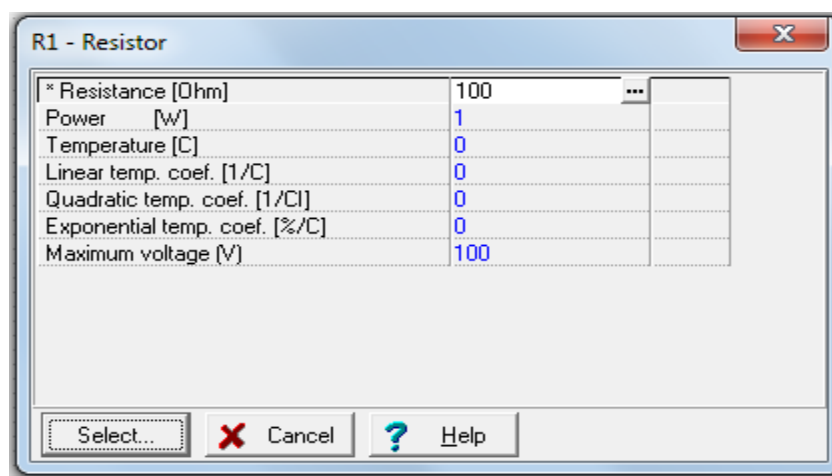 R1 - Resistor
* Resistance [Ohm] 100 ...
Power [W] 1
Temperature [C] 0
Linear temp. coef. [1/C] 0
Quadratic temp. coef. [1/CI] 0
Exponential temp. coef. [%/C] 0
Maximum voltage (V) 100
Select... Cancel ? Help